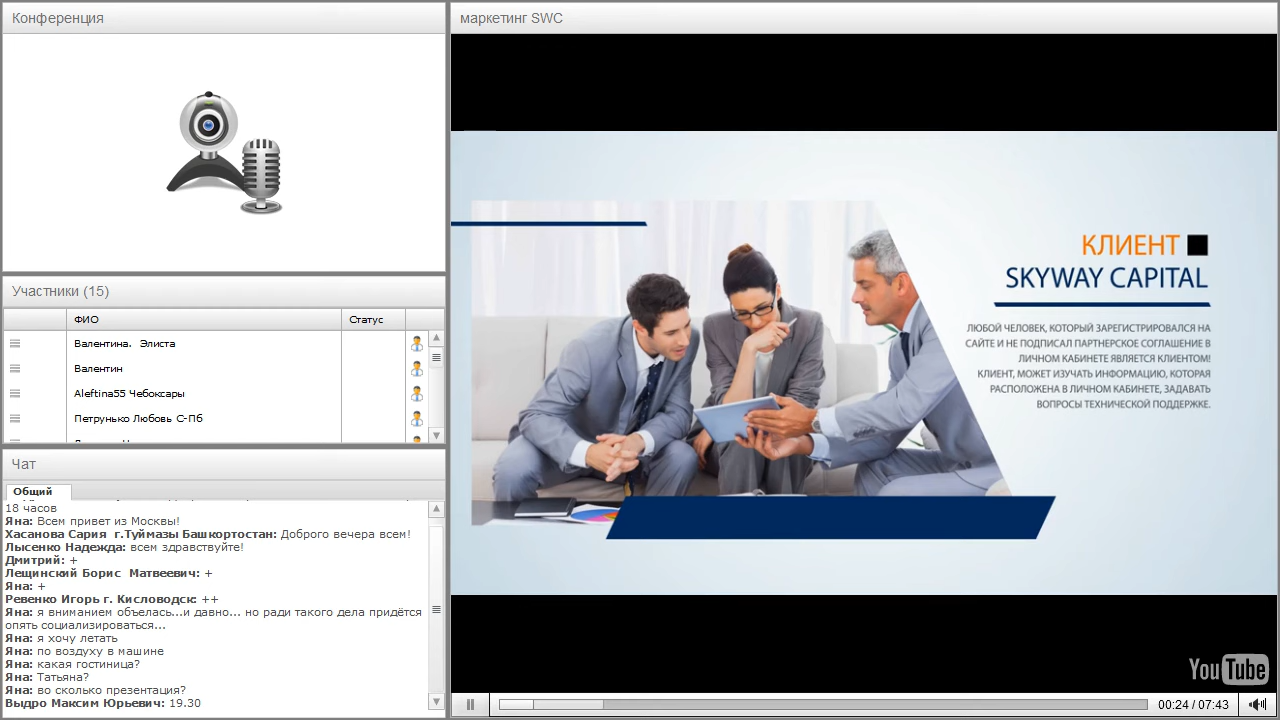 Конференция
маркетинг SWC
КЛИЕНТ
SKYWAY CAPITAL
ЛЮБОЙ ЧЕЛОВЕК, КОТОРЫЙ ЗАРЕГИСТРИРОВАЛСЯ НА
САЙТЕ И НЕ ПОДПИСАЛ ПАРТНЕРСКОЕ СОГЛАШЕНИЕ В
ЛИЧНОМ КАБИНЕТЕ ЯВЛЯЕТСЯ КЛИЕНТОМ!
КЛИЕНТ, МОЖЕТ ИЗУЧАТЬ ИНФОРМАЦИЮ, КОТОРАЯ
РАСПОЛОЖЕНА В ЛИЧНОМ КАБИНЕТЕ, ЗАДАВАТЬ
ВОПРОСЫ ТЕХНИЧЕСКОЙ ПОДДЕРЖКЕ.
Участники (15)
ФИО Статус
Валентина. Элиста
Валентин
Aleftina55 Чебоксары
Петрунько Любовь С-Пб
Чат
Общий
18 часов
Яна: Всем привет из Москвы!
Хасанова Сария г.Туймазы Башкортостан: Доброго вечера всем!
Лысенко Надежда: всем здравствуйте!
Дмитрий: +
Лещинский Борис Матвеевич: +
Яна: +
Ревенко Игорь г. Кисловодск: ++
Яна: я вниманием объелась...и давно... но ради такого дела придётся
опять социализироваться...
Яна: я хочу летать
Яна: по воздуху в машине
Яна: какая гостиница?
Яна: Татьяна?
Яна: во сколько презентация?
Выдро Максим Юрьевич: 19.30
YouTube
00:24 / 07:43